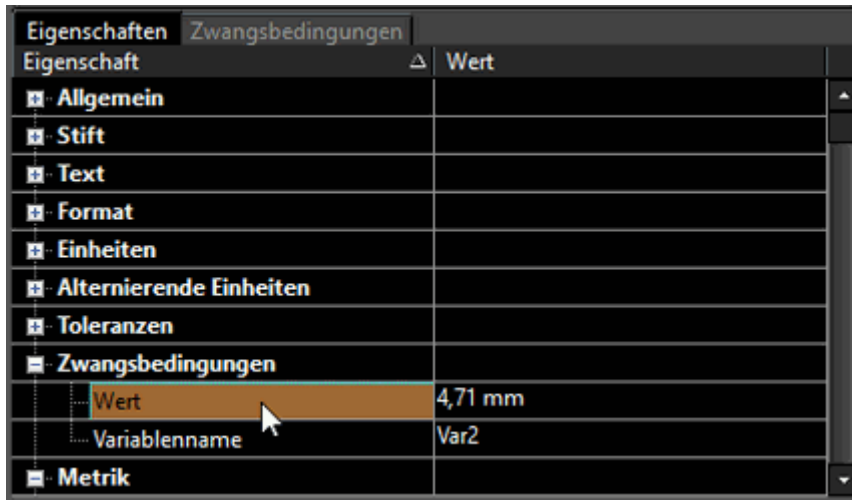 Eigenschaften Zwangsbedingungen
Eigenschaft Wert
Allgemein
Stift
Text
Format
Einheiten
Alternierende Einheiten
Toleranzen
Zwangsbedingungen
Wert 4,71 mm
Variablenname Var2
Metrik